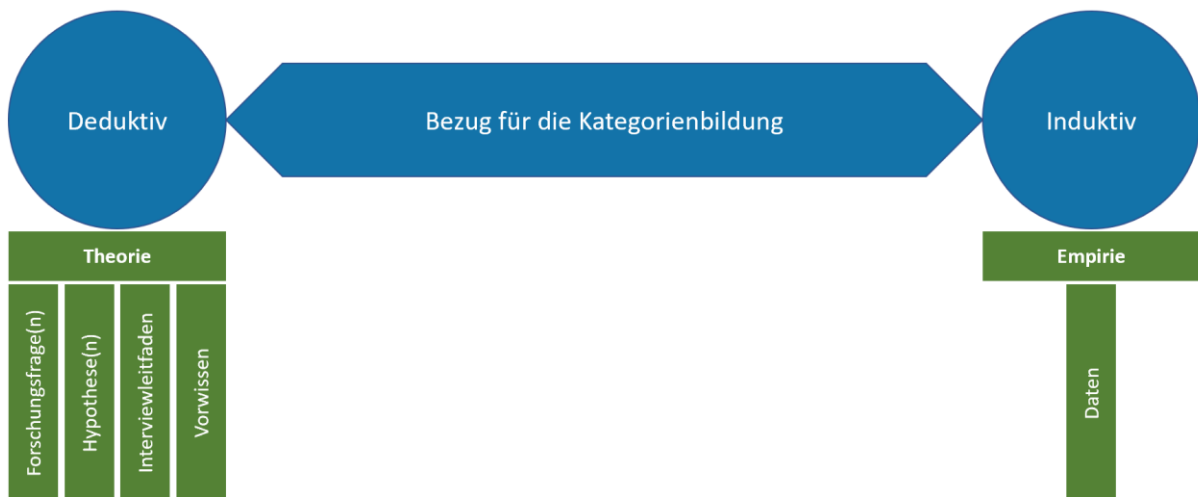 Deduktiv
Bezug für die Kategorienbildung
Induktiv
Theorie
Empirie
Forschungsfrage(n)
Hypothese(n)
Interviewleitfaden
Vorwissen
Daten